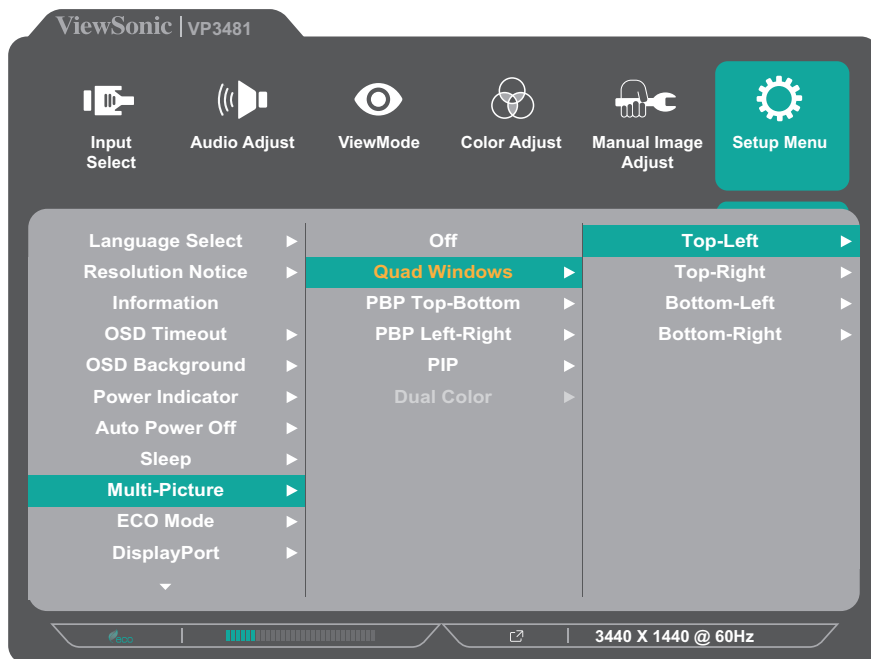 ViewSonic | VP3481
Input
Select
Audio Adjust
ViewMode
Color Adjust
Manual Image
Adjust
Setup Menu
Language Select
Resolution Notice
Information
OSD Timeout
OSD Background
Power Indicator
Auto Power Off
Sleep
Multi-Picture
ECO Mode
DisplayPort
Off
Quad Windows
PBP Top-Bottom
PBP Left-Right
PIP
Dual Color
Top-Left
Top-Right
Bottom-Left
Bottom-Right
eco
3440 X 1440 @ 60Hz